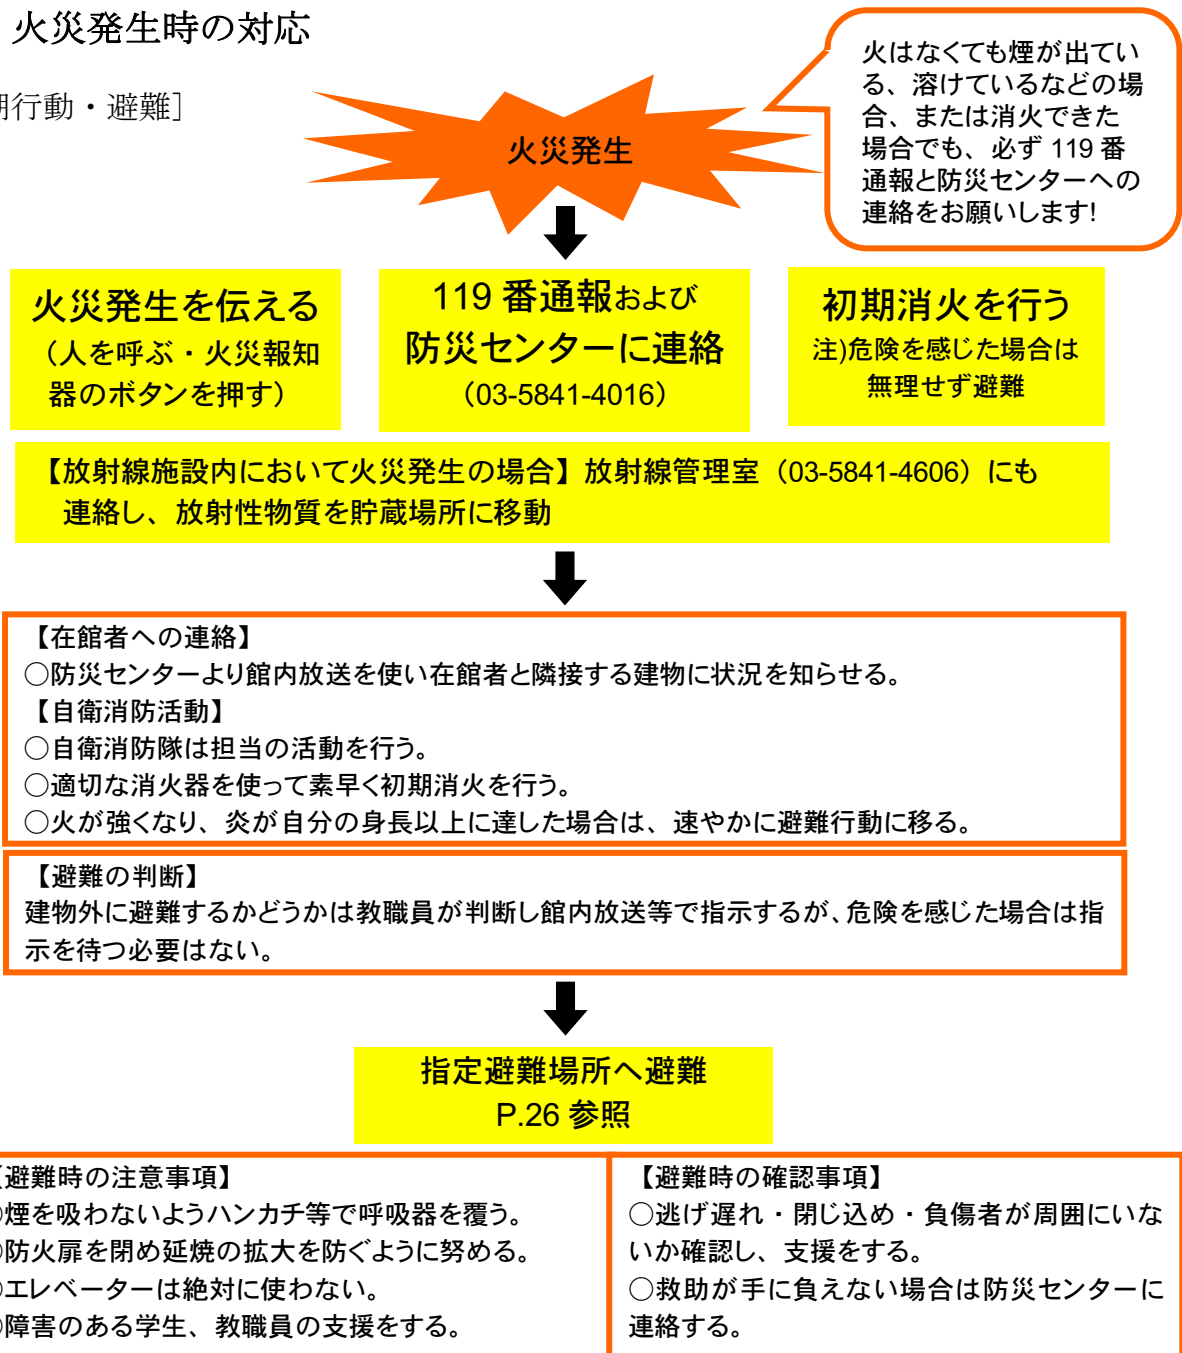 火災発生時の対応
期行動・避難］
火はなくても煙が出てい
る、溶けているなどの場
合、または消火できた
場合でも、必ず 119 番
通報と防災センターへの
連絡をお願いします!
火災発生
火災発生を伝える
（人を呼ぶ・火災報知
器のボタンを押す）
119 番通報および
防災センターに連絡
（03-5841-4016）
初期消火を行う
注)危険を感じた場合は
無理せず避難
【放射線施設内において火災発生の場合】放射線管理室（03-5841-4606）にも
連絡し、放射性物質を貯蔵場所に移動
【在館者への連絡】
○防災センターより館内放送を使い在館者と隣接する建物に状況を知らせる。
【自衛消防活動】
○自衛消防隊は担当の活動を行う。
○適切な消火器を使って素早く初期消火を行う。
○火が強くなり、炎が自分の身長以上に達した場合は、速やかに避難行動に移る。
【避難の判断】
建物外に避難するかどうかは教職員が判断し館内放送等で指示するが、危険を感じた場合は指
示を待つ必要はない。
指定避難場所へ避難
P.26 参照
【避難時の注意事項】
○煙を吸わないようハンカチ等で呼吸器を覆う。
○防火扉を閉め延焼の拡大を防ぐように努める。
○エレベーターは絶対に使わない。
○障害のある学生、教職員の支援をする。
【避難時の確認事項】
○逃げ遅れ・閉じ込め・負傷者が周囲にいな
いか確認し、支援をする。
○救助が手に負えない場合は防災センターに
連絡する。